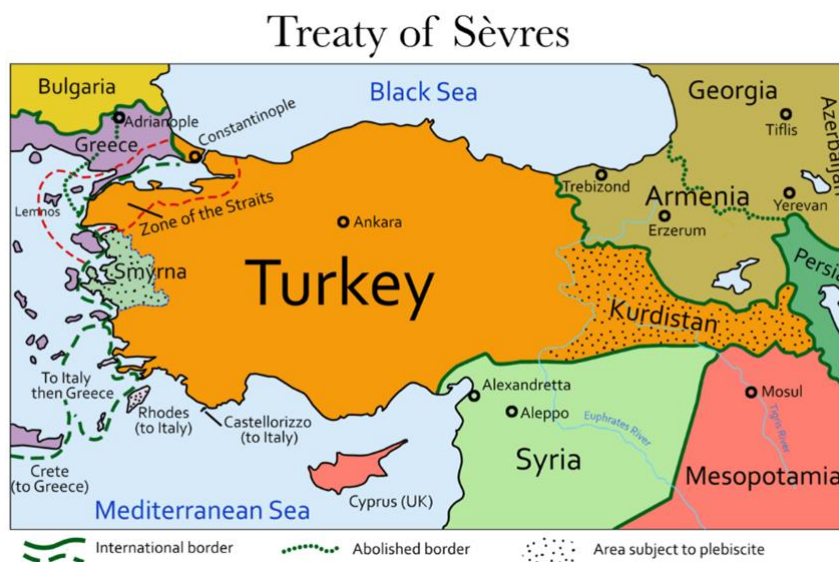 Treaty of Sèvres
Bulgaria
Black Sea
Georgia
Azerbaijan
Adrianople
Constantinople
Tiflis
Greece
Trebizond
Armenia
Yerevan
Lemnos
Zone of the Straits
Ankara
Erzerum
Persia
Smyrna
Turkey
Kurdistan
To Italy
then Greece
Rhodes
(to Italy)
Castellorizzo
(to Italy)
Alexandretta
Aleppo
Mosul
Euphrates River
Tigris River
Syria
Mesopotamia
Crete
(to Greece)
Cyprus (UK)
Mediterranean Sea
International border
Abolished border
Area subject to plebiscite